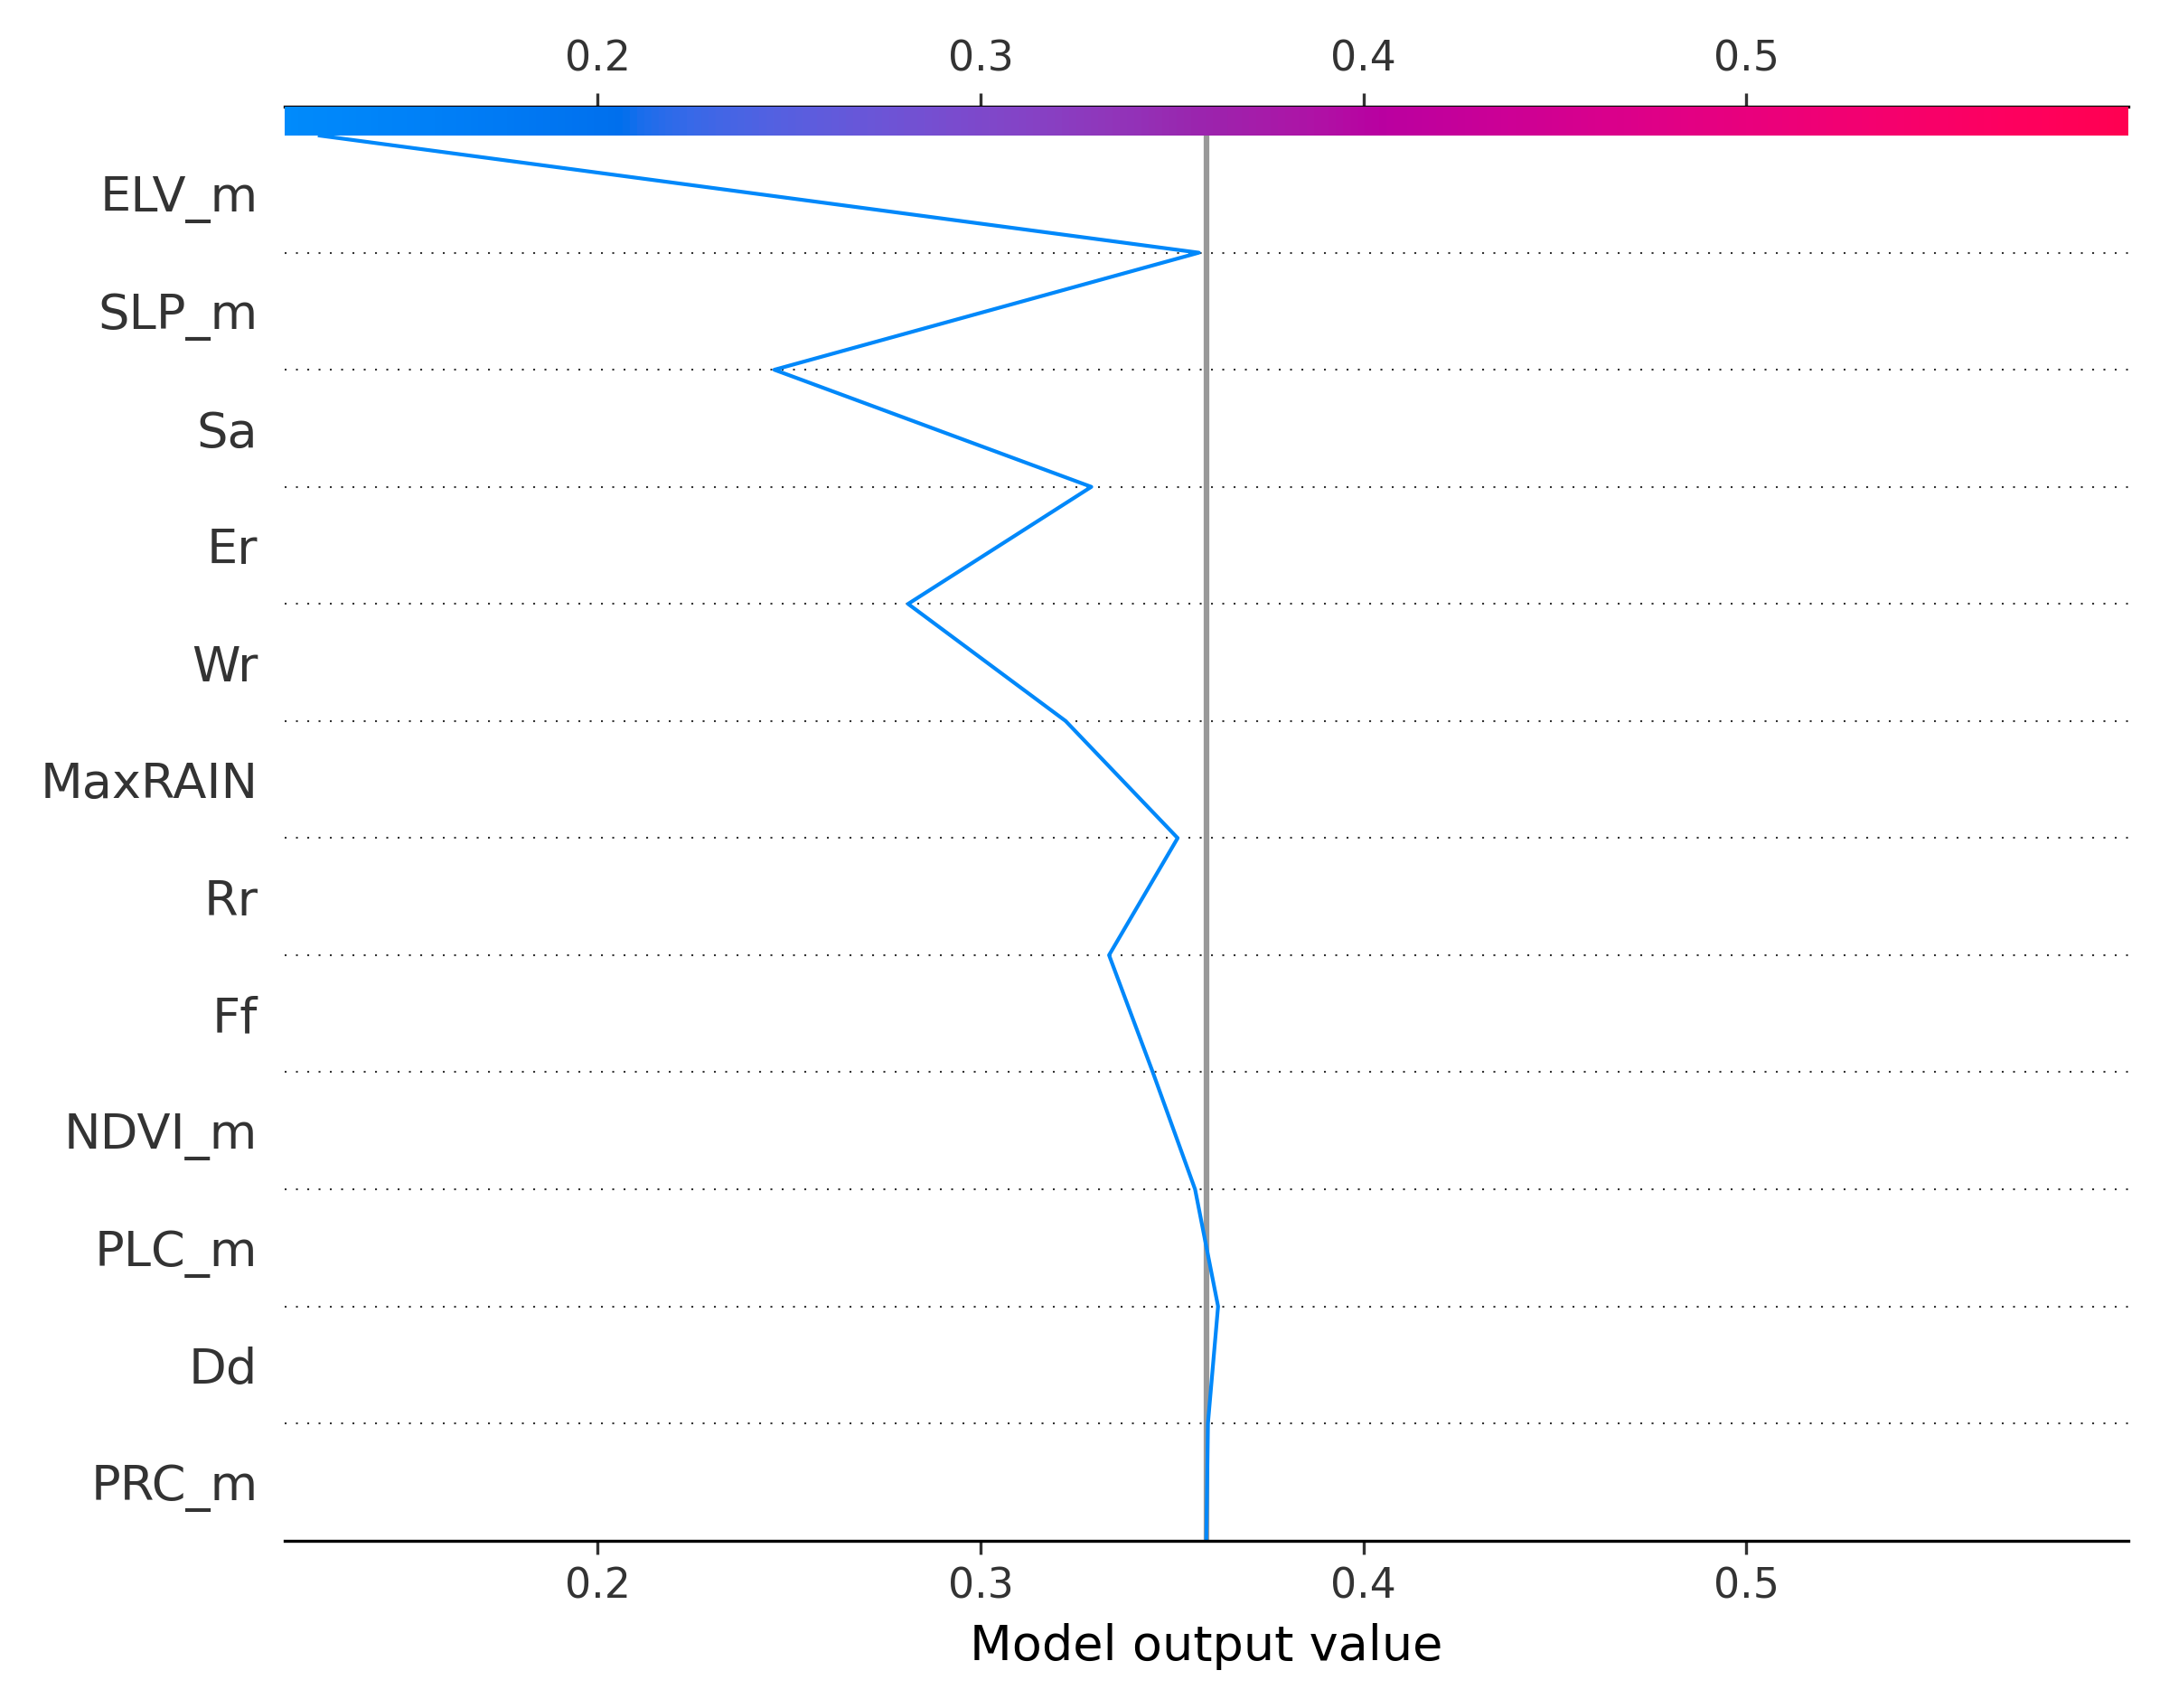 0.2 0.3 0.4 0.5
ELV_m
SLP_m
Sa
Er
Wr
MaxRAIN
Rr
Ff
NDVI_m
PLC_m
Dd
PRC_m
0.2 0.3 0.4 0.5
Model output value